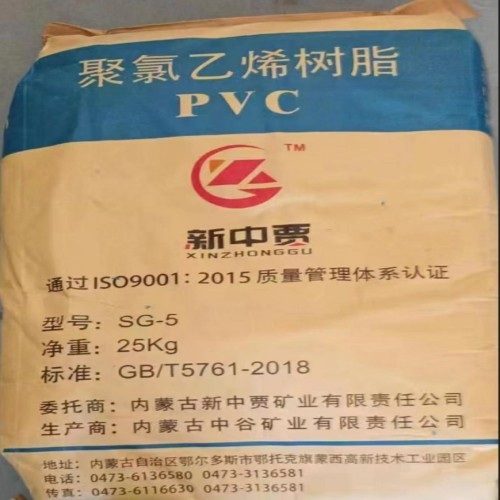 聚氯乙烯树脂
PVC
TM
新中贾
XINZHONGGU
通过ISO9001:2015质量管理体系认证
型号:SG-5
净重:25Kg
标准:GB/T5761-2018
委托商:内蒙古新中贾矿业有限责任公司
生产商:内蒙古中谷矿业有限责任公司
地址:内蒙古自治区鄂尔多斯市鄂托克旗蒙西高新技术工业园区
电话:0473-6136580 0473-3136581
传真:0473-6116630 0473-3136581